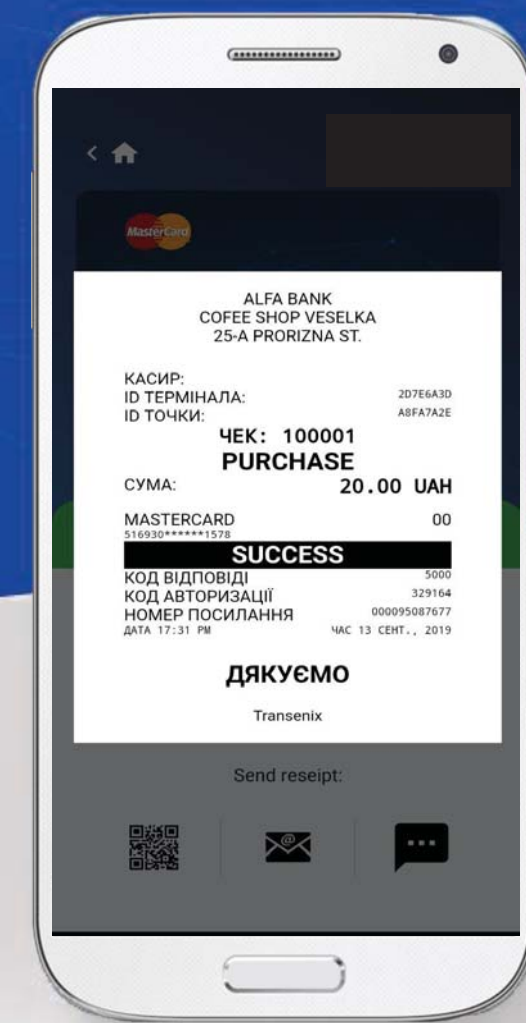 MasterCard
ALFA BANK
COFEE SHOP VESELKA
25-A PRORIZNA ST.
КАСИР:
ID ТЕРМІНАЛА: 2D7E6A3D
ID ТОЧКИ: A8FA7A2E
ЧЕК: 100001
PURCHASE
СУМА: 20.00 UAH
MASTERCARD 00
516930******1578
SUCCESS
КОД ВІДПОВІДІ 5000
КОД АВТОРИЗАЦІЇ 329164
НОМЕР ПОСИЛАННЯ 000095087677
ДАТА 17:31 PM ЧАС 13 СЕНТ., 2019
ДЯКУЄМО
Transenix
Send reseipt: